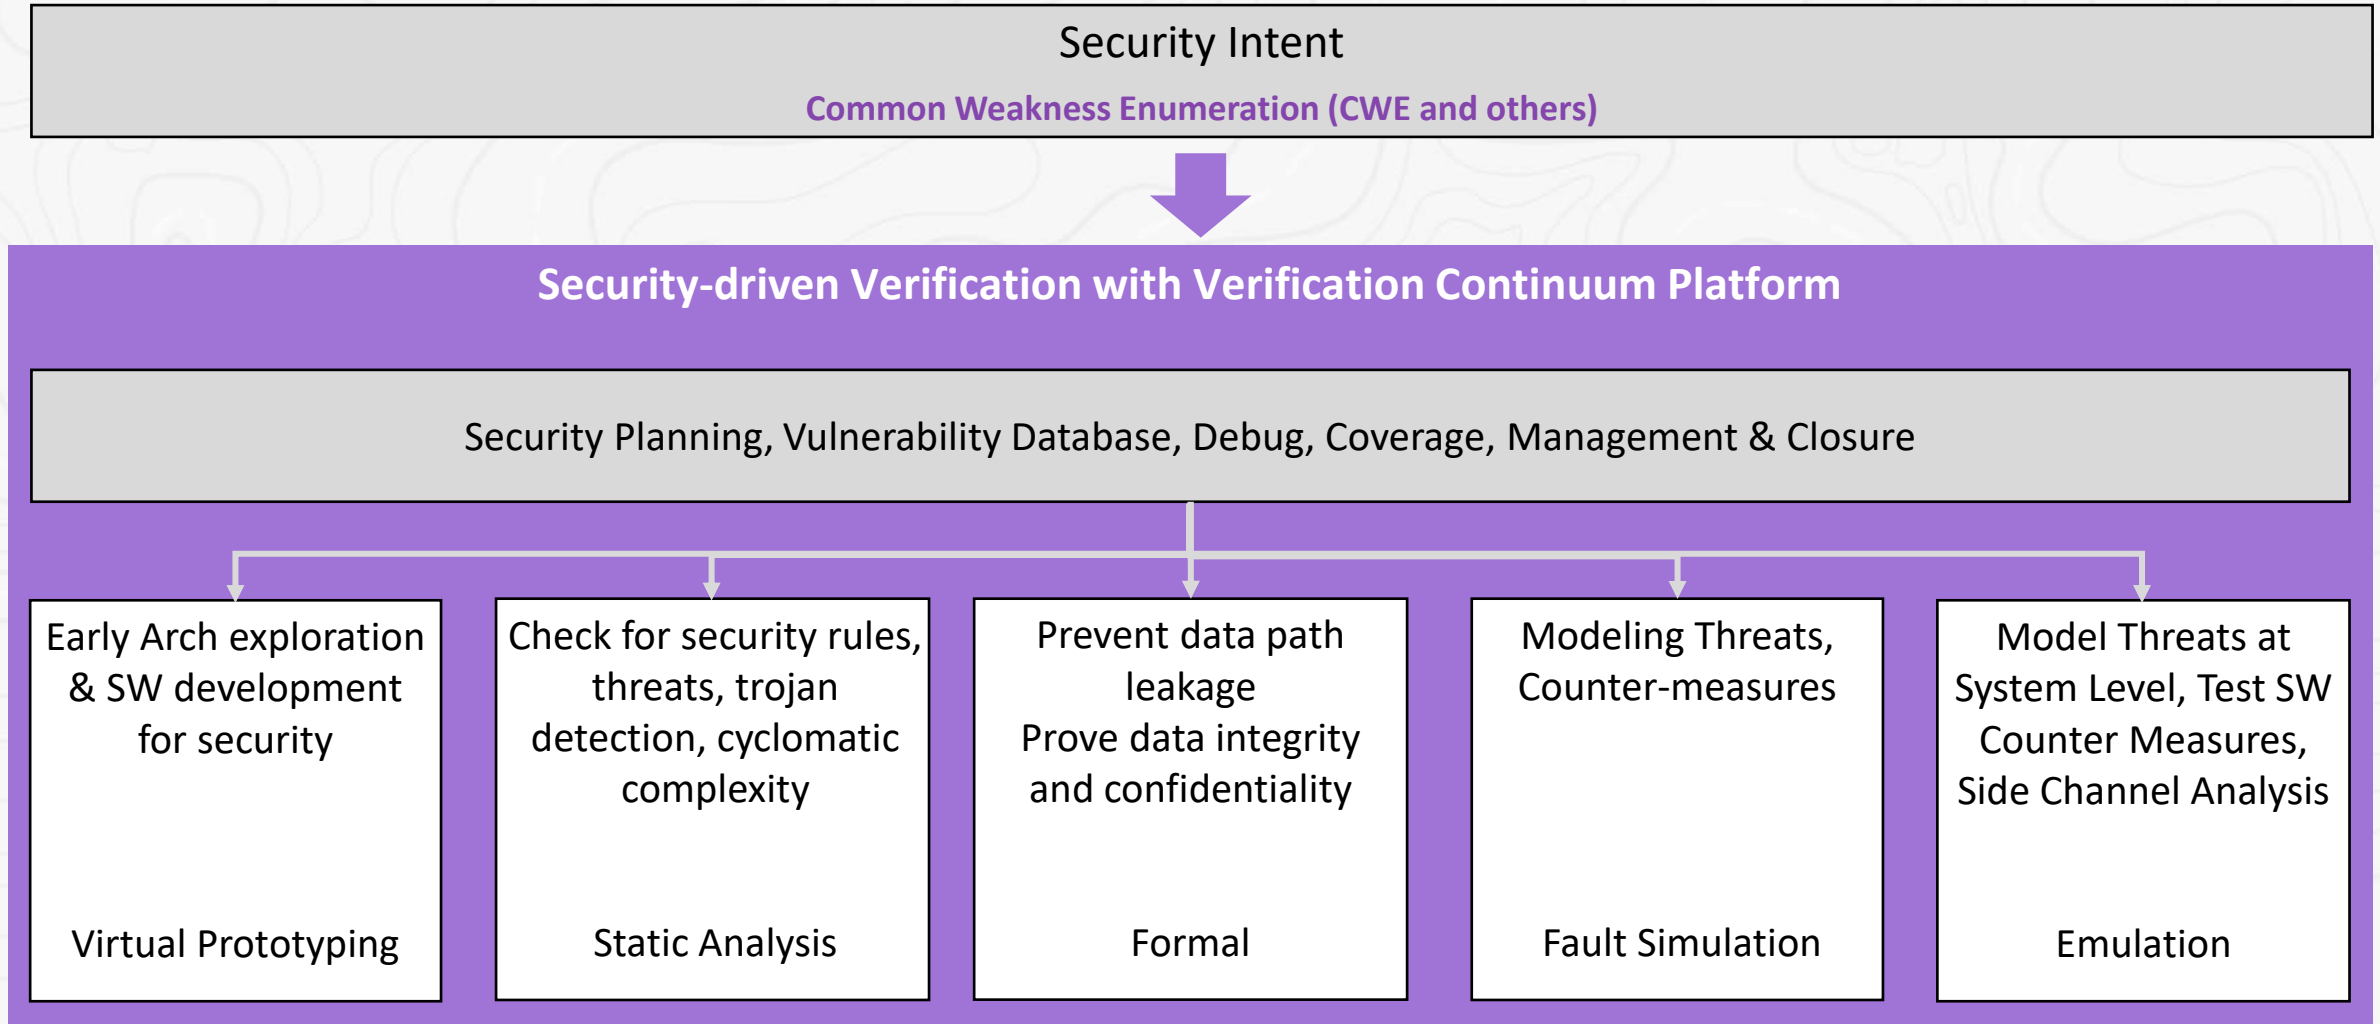 Security Intent
Common Weakness Enumeration (CWE and others)
Security-driven Verification with Verification Continuum Platform
Security Planning, Vulnerability Database, Debug, Coverage, Management & Closure
Early Arch exploration
& SW development
for security
Virtual Prototyping
Check for security rules,
threats, trojan
detection, cyclomatic
complexity
Static Analysis
Prevent data path
leakage
Prove data integrity
and confidentiality
Formal
Modeling Threats,
Counter-measures
Fault Simulation
Model Threats at
System Level, Test SW
Counter Measures,
Side Channel Analysis
Emulation